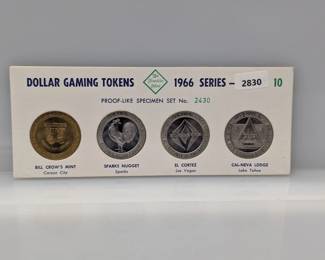 DOLLAR GAMING TOKENS 1966 SERIES — 2830 10
PROOF-LIKE SPECIMEN SET No. 2430
BILL CROW'S MINT
Carson City
SPARKS NUGGET
Sparks
EL CORTEZ
Las Vegas
CAL-NEVA LODGE
Lake Tahoe